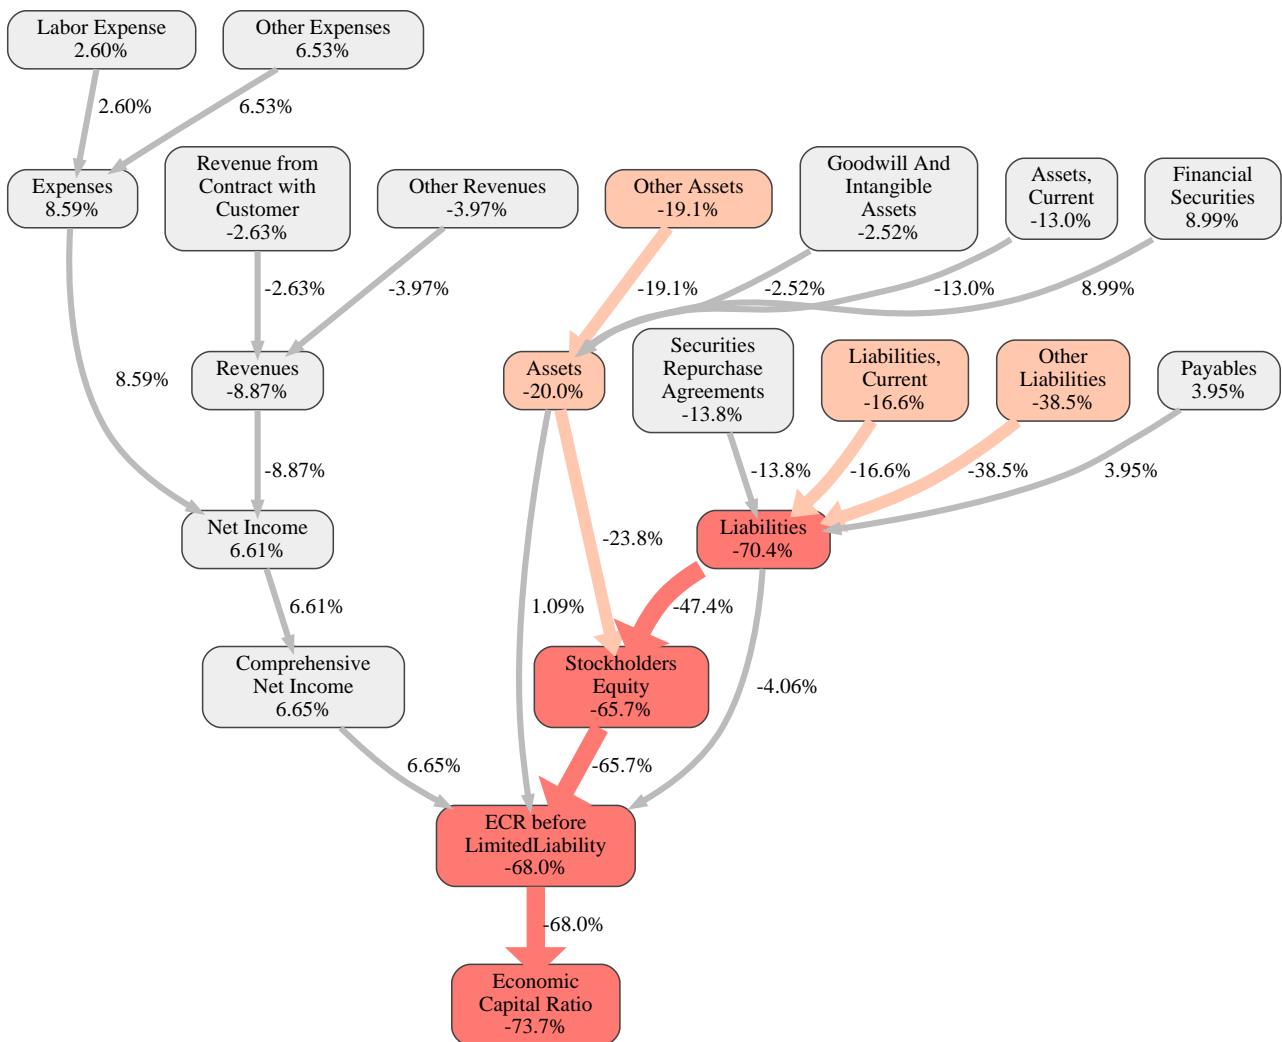 Labor Expense
2.60%
Other Expenses
6.53%
2.60%
6.53%
Expenses
8.59%
Revenue from
Contract with
Customer
-2.63%
Other Revenues
-3.97%
Other Assets
-19.1%
Goodwill And
Intangible
Assets
-2.52%
Assets,
Current
-13.0%
Financial
Securities
8.99%
-2.63%
-3.97%
-19.1%
-2.52%
-13.0%
8.99%
8.59%
Revenues
-8.87%
Assets
-20.0%
Securities
Repurchase
Agreements
-13.8%
Liabilities,
Current
-16.6%
Other
Liabilities
-38.5%
Payables
3.95%
-8.87%
-13.8%
-16.6%
-38.5%
3.95%
Net Income
6.61%
-23.8%
Liabilities
-70.4%
6.61%
1.09%
-47.4%
Comprehensive
Net Income
6.65%
Stockholders
Equity
-65.7%
-4.06%
6.65%
-65.7%
ECR before
LimitedLiability
-68.0%
-68.0%
Economic
Capital Ratio
-73.7%